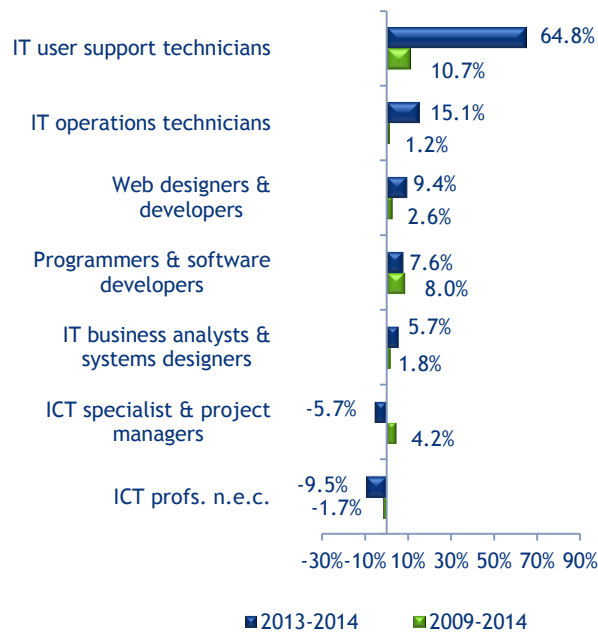 64.8%
IT user support technicians
10.7%
15.1%
IT operations technicians
1.2%
Web designers &
developers
9.4%
2.6%
Programmers & software
developers
7.6%
8.0%
IT business analysts &
systems designers
5.7%
1.8%
ICT specialist & project
managers
-5.7%
4.2%
ICT profs. n.e.c.
-9.5%
-1.7%
-30% -10% 10% 30% 50% 70% 90%
2013-2014 2009-2014